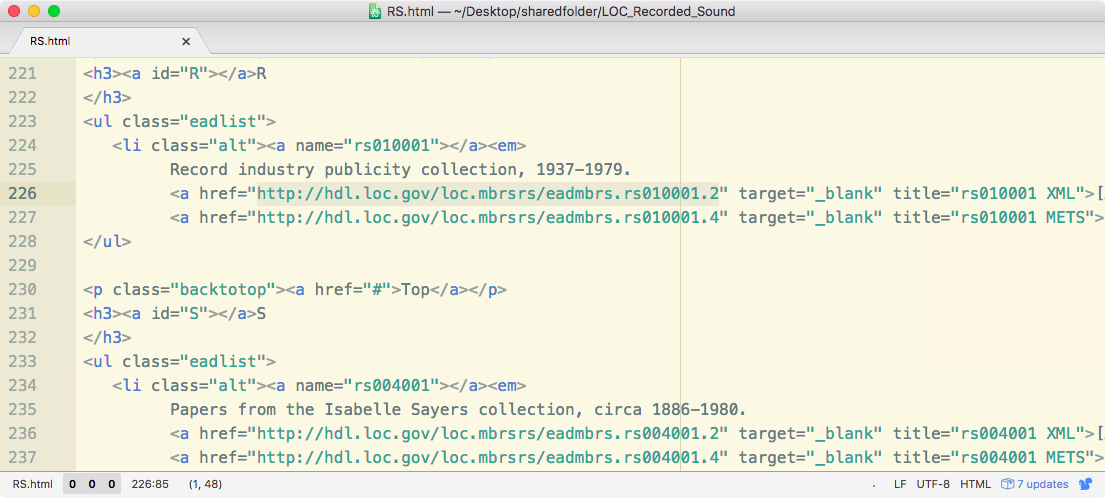 RS.html — ~/Desktop/sharedfolder/LOC_Recorded_Sound
RS.html ×
221 <h3><a id="R"></a>R
222 </h3>
223 <ul class="eadlist">
224 <li class="alt"><a name="rs010001"></a><em>
225 Record industry publicity collection, 1937-1979.
226 <a href="http://hdl.loc.gov/loc.mbrsrs/eadmbrs.rs010001.2" target="_blank" title="rs010001 XML">[
227 <a href="http://hdl.loc.gov/loc.mbrsrs/eadmbrs.rs010001.4" target="_blank" title="rs010001 METS">
228 </ul>
229
230 <p class="backtotop"><a href="#">Top</a></p>
231 <h3><a id="S"></a>S
232 </h3>
233 <ul class="eadlist">
234 <li class="alt"><a name="rs004001"></a><em>
235 Papers from the Isabelle Sayers collection, circa 1886-1980.
236 <a href="http://hdl.loc.gov/loc.mbrsrs/eadmbrs.rs004001.2" target="_blank" title="rs004001 XML">[
237 <a href="http://hdl.loc.gov/loc.mbrsrs/eadmbrs.rs004001.4" target="_blank" title="rs004001 METS">
RS.html 0 0 0 226:85 (1, 48) LF UTF-8 HTML 7 updates